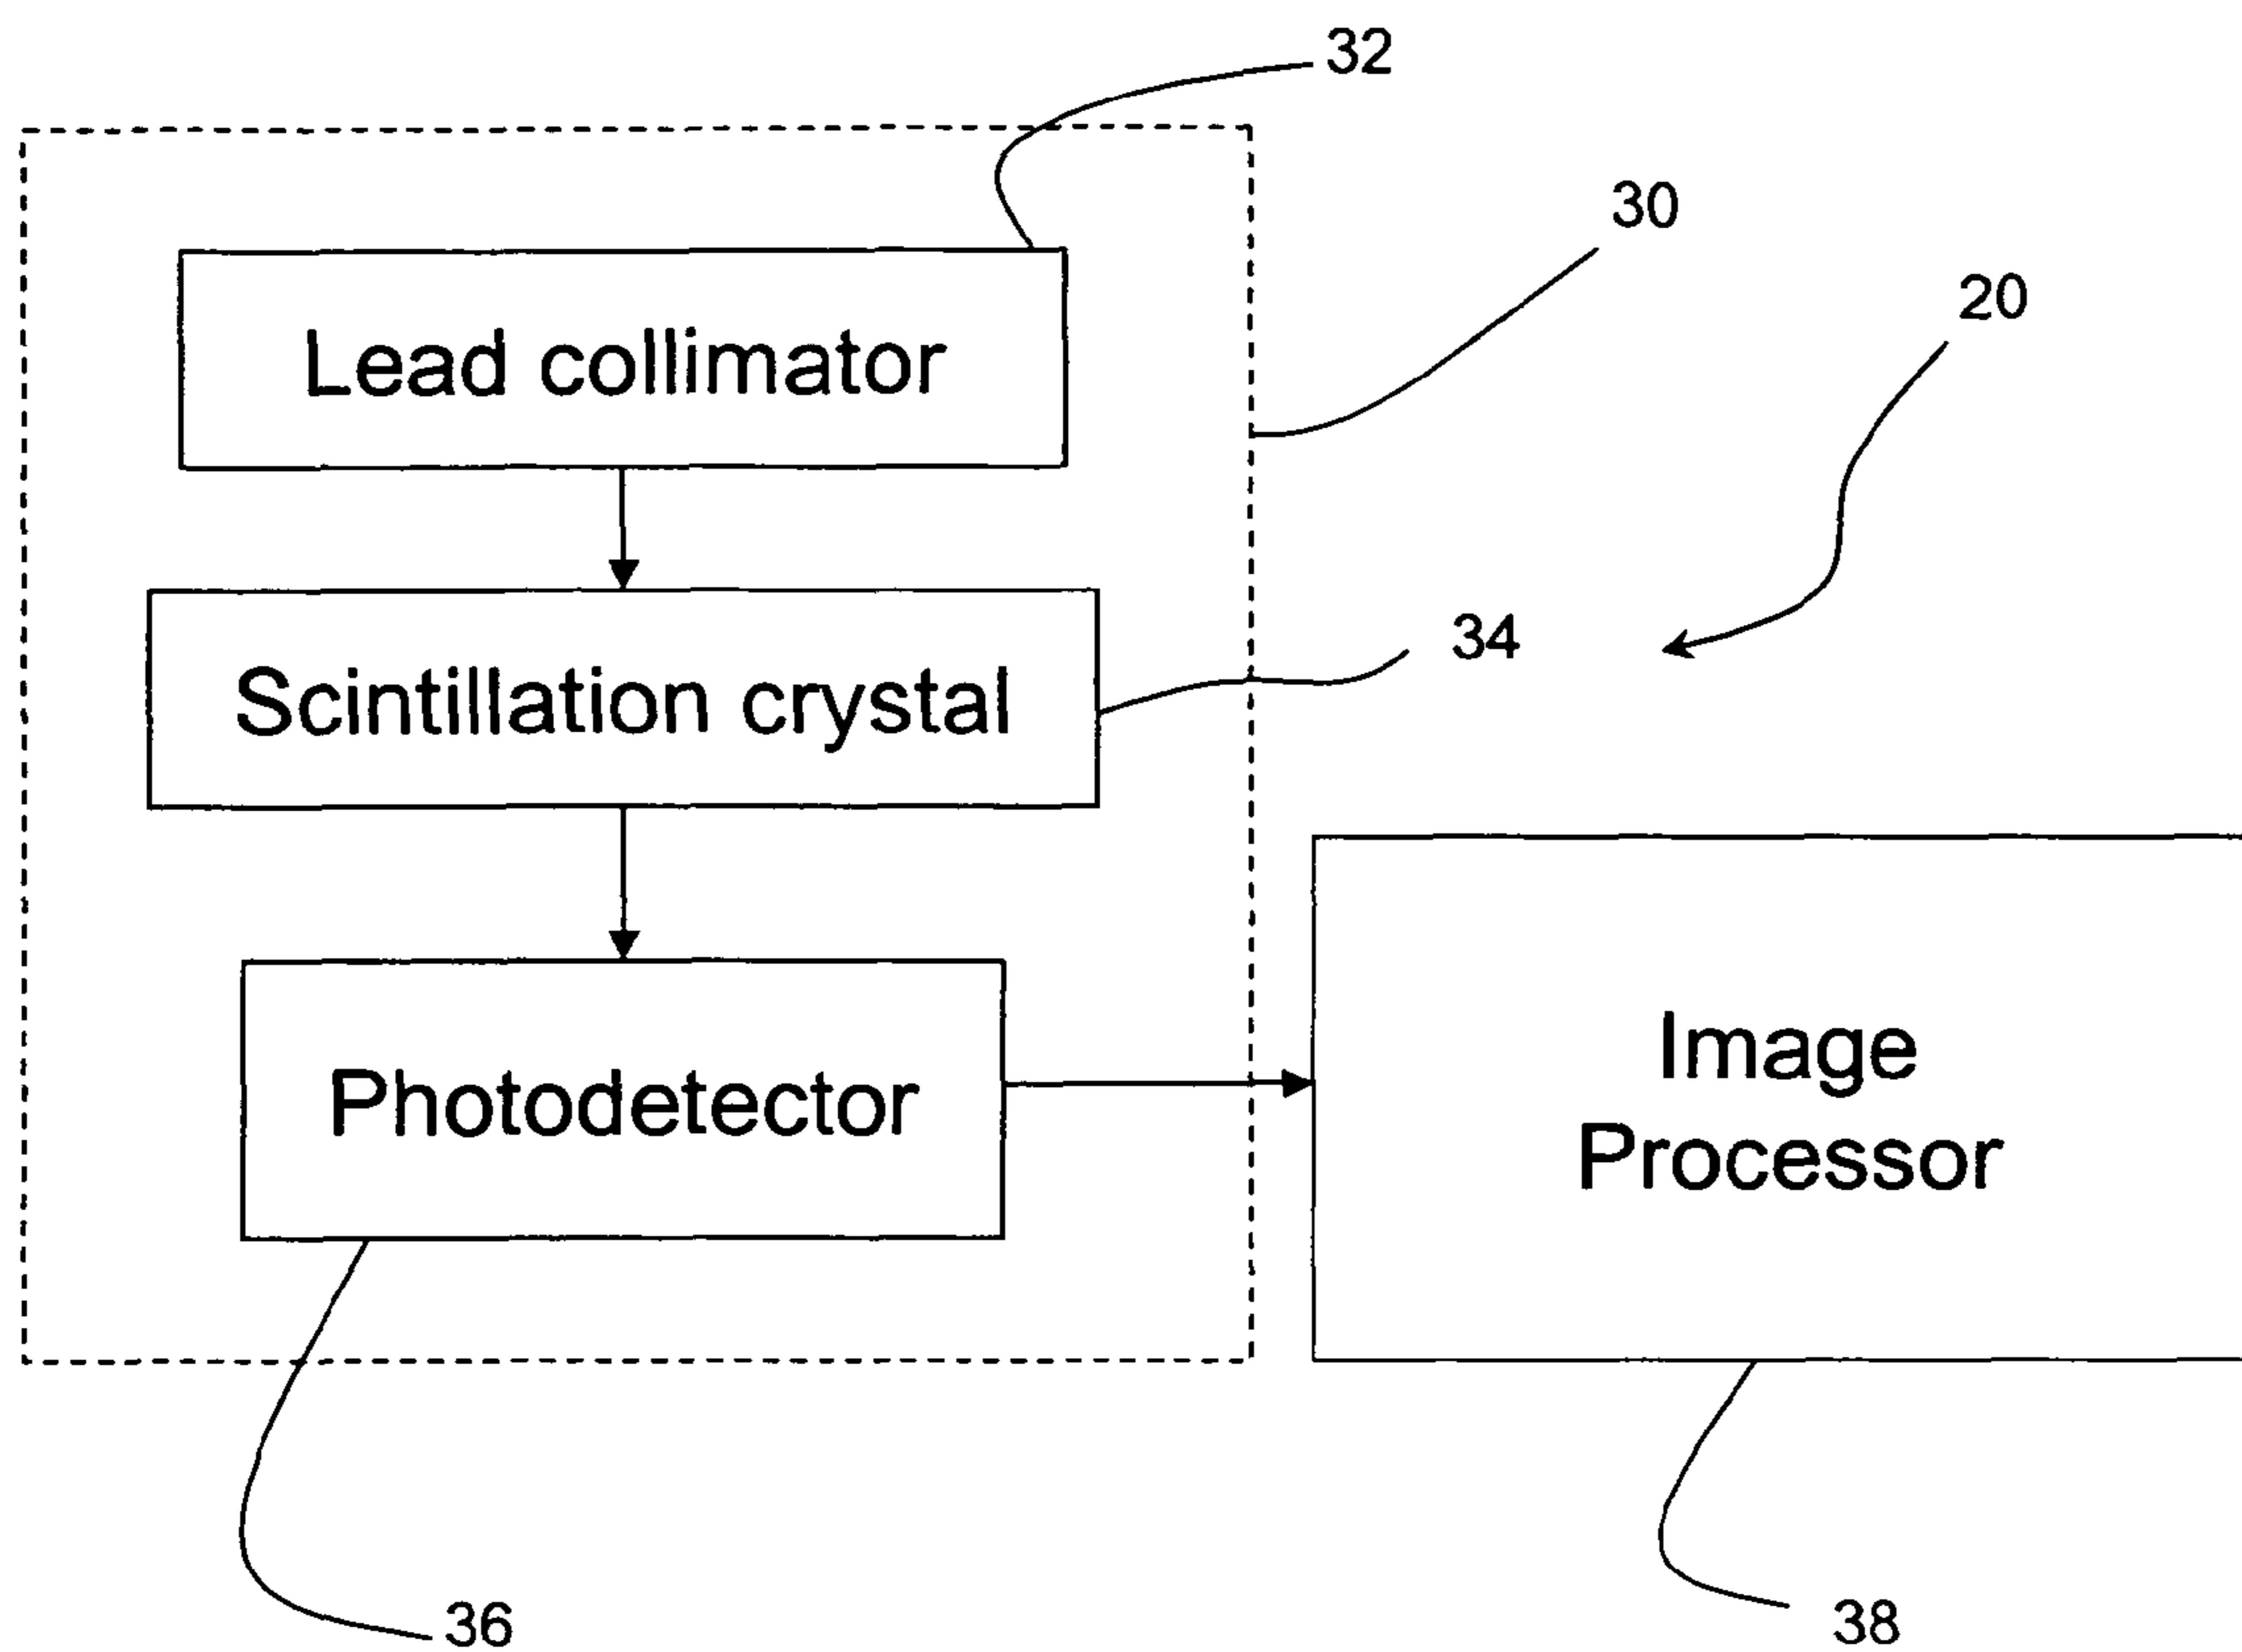 32
30
20
Lead collimator
34
Scintillation crystal
Image
Processor
Photodetector
36
38